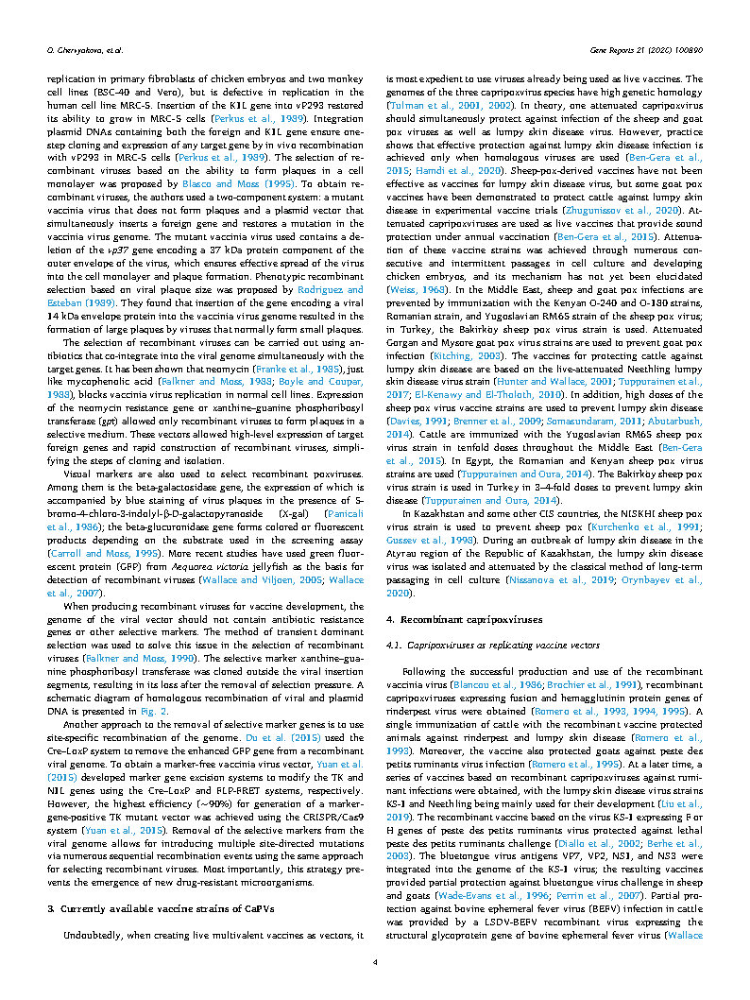 O. Chervyakova, et al.
Gene Reports 21 (2020) 100890
replication in primary fibroblasts of chicken embryos and two monkey
cell lines (BSC-40 and Vero), but is defective in replication in the
human cell line MRC-5. Insertion of the K1L gene into vP293 restored
its ability to grow in MRC-5 cells (Perkus et al., 1989). Integration
plasmid DNAs containing both the foreign and K1L gene ensure one-
step cloning and expression of any target gene by in vivo recombination
with vP293 in MRC-5 cells (Perkus et al., 1989). The selection of re-
combinant viruses based on the ability to form plaques in a cell
monolayer was proposed by Blasco and Moss (1995). To obtain re-
combinant viruses, the authors used a two-component system: a mutant
vaccinia virus that does not form plaques and a plasmid vector that
simultaneously inserts a foreign gene and restores a mutation in the
vaccinia virus genome. The mutant vaccinia virus used contains a de-
letion of the vp37 gene encoding a 37 kDa protein component of the
outer envelope of the virus, which ensures effective spread of the virus
into the cell monolayer and plaque formation. Phenotypic recombinant
selection based on viral plaque size was proposed by Rodriguez and
Esteban (1989). They found that insertion of the gene encoding a viral
14 kDa envelope protein into the vaccinia virus genome resulted in the
formation of large plaques by viruses that normally form small plaques.
The selection of recombinant viruses can be carried out using an-
tibiotics that co-integrate into the viral genome simultaneously with the
target genes. It has been shown that neomycin (Franke et al., 1985), just
like mycophenolic acid (Falkner and Moss, 1988; Boyle and Coupar,
1988), blocks vaccinia virus replication in normal cell lines. Expression
of the neomycin resistance gene or xanthine–guanine phosphoribosyl
transferase (gpt) allowed only recombinant viruses to form plaques in a
selective medium. These vectors allowed high-level expression of target
foreign genes and rapid construction of recombinant viruses, simpli-
fying the steps of cloning and isolation.
Visual markers are also used to select recombinant poxviruses.
Among them is the beta-galactosidase gene, the expression of which is
accompanied by blue staining of virus plaques in the presence of 5-
bromo-4-chloro-3-indolyl-β-D-galactopyranoside (X-gal) (Panicali
et al., 1986); the beta-glucuronidase gene forms colored or fluorescent
products depending on the substrate used in the screening assay
(Carroll and Moss, 1995). More recent studies have used green fluor-
escent protein (GFP) from Aequorea victoria jellyfish as the basis for
detection of recombinant viruses (Wallace and Viljoen, 2005; Wallace
et al., 2007).
When producing recombinant viruses for vaccine development, the
genome of the viral vector should not contain antibiotic resistance
genes or other selective markers. The method of transient dominant
selection was used to solve this issue in the selection of recombinant
viruses (Falkner and Moss, 1990). The selective marker xanthine–gua-
nine phosphoribosyl transferase was cloned outside the viral insertion
segments, resulting in its loss after the removal of selection pressure. A
schematic diagram of homologous recombination of viral and plasmid
DNA is presented in Fig. 2.
Another approach to the removal of selective marker genes is to use
site-specific recombination of the genome. Du et al. (2015) used the
Cre–LoxP system to remove the enhanced GFP gene from a recombinant
viral genome. To obtain a marker-free vaccinia virus vector, Yuan et al.
(2015) developed marker gene excision systems to modify the TK and
N1L genes using the Cre–LoxP and FLP-FRET systems, respectively.
However, the highest efficiency (~90%) for generation of a marker-
gene-positive TK mutant vector was achieved using the CRISPR/Cas9
system (Yuan et al., 2015). Removal of the selective markers from the
viral genome allows for introducing multiple site-directed mutations
via numerous sequential recombination events using the same approach
for selecting recombinant viruses. Most importantly, this strategy pre-
vents the emergence of new drug-resistant microorganisms.
3. Currently available vaccine strains of CaPVs
Undoubtedly, when creating live multivalent vaccines as vectors, it
is most expedient to use viruses already being used as live vaccines. The
genomes of the three capripoxvirus species have high genetic homology
(Tulman et al., 2001, 2002). In theory, one attenuated capripoxvirus
should simultaneously protect against infection of the sheep and goat
pox viruses as well as lumpy skin disease virus. However, practice
shows that effective protection against lumpy skin disease infection is
achieved only when homologous viruses are used (Ben-Gera et al.,
2015; Hamdi et al., 2020). Sheep-pox-derived vaccines have not been
effective as vaccines for lumpy skin disease virus, but some goat pox
vaccines have been demonstrated to protect cattle against lumpy skin
disease in experimental vaccine trials (Zhugunissov et al., 2020). At-
tenuated capripoxviruses are used as live vaccines that provide sound
protection under annual vaccination (Ben-Gera et al., 2015). Attenua-
tion of these vaccine strains was achieved through numerous con-
secutive and intermittent passages in cell culture and developing
chicken embryos, and its mechanism has not yet been elucidated
(Weiss, 1968). In the Middle East, sheep and goat pox infections are
prevented by immunization with the Kenyan O-240 and O-180 strains,
Romanian strain, and Yugoslavian RM65 strain of the sheep pox virus;
in Turkey, the Bakirköy sheep pox virus strain is used. Attenuated
Gorgan and Mysore goat pox virus strains are used to prevent goat pox
infection (Kitching, 2003). The vaccines for protecting cattle against
lumpy skin disease are based on the live-attenuated Neethling lumpy
skin disease virus strain (Hunter and Wallace, 2001; Tuppurainen et al.,
2017; El-Kenawy and El-Tholoth, 2010). In addition, high doses of the
sheep pox virus vaccine strains are used to prevent lumpy skin disease
(Davies, 1991; Brenner et al., 2009; Somasundaram, 2011; Abutarbush,
2014). Cattle are immunized with the Yugoslavian RM65 sheep pox
virus strain in tenfold doses throughout the Middle East (Ben-Gera
et al., 2015). In Egypt, the Romanian and Kenyan sheep pox virus
strains are used (Tuppurainen and Oura, 2014). The Bakirköy sheep pox
virus strain is used in Turkey in 3–4-fold doses to prevent lumpy skin
disease (Tuppurainen and Oura, 2014).
In Kazakhstan and some other CIS countries, the NISKHI sheep pox
virus strain is used to prevent sheep pox (Kurchenko et al., 1991;
Gussev et al., 1998). During an outbreak of lumpy skin disease in the
Atyrau region of the Republic of Kazakhstan, the lumpy skin disease
virus was isolated and attenuated by the classical method of long-term
passaging in cell culture (Nissanova et al., 2019; Orynbayev et al.,
2020).
4. Recombinant capripoxviruses
4.1. Capripoxviruses as replicating vaccine vectors
Following the successful production and use of the recombinant
vaccinia virus (Blancou et al., 1986; Brochier et al., 1991), recombinant
capripoxviruses expressing fusion and hemagglutinin protein genes of
rinderpest virus were obtained (Romero et al., 1993, 1994, 1995). A
single immunization of cattle with the recombinant vaccine protected
animals against rinderpest and lumpy skin disease (Romero et al.,
1993). Moreover, the vaccine also protected goats against peste des
petits ruminants virus infection (Romero et al., 1995). At a later time, a
series of vaccines based on recombinant capripoxviruses against rumi-
nant infections were obtained, with the lumpy skin disease virus strains
KS-1 and Neethling being mainly used for their development (Liu et al.,
2019). The recombinant vaccine based on the virus KS-1 expressing F or
H genes of peste des petits ruminants virus protected against lethal
peste des petits ruminants challenge (Diallo et al., 2002; Berhe et al.,
2003). The bluetongue virus antigens VP7, VP2, NS1, and NS3 were
integrated into the genome of the KS-1 virus; the resulting vaccines
provided partial protection against bluetongue virus challenge in sheep
and goats (Wade-Evans et al., 1996; Perrin et al., 2007). Partial pro-
tection against bovine ephemeral fever virus (BEFV) infection in cattle
was provided by a LSDV-BEFV recombinant virus expressing the
structural glycoprotein gene of bovine ephemeral fever virus (Wallace
4